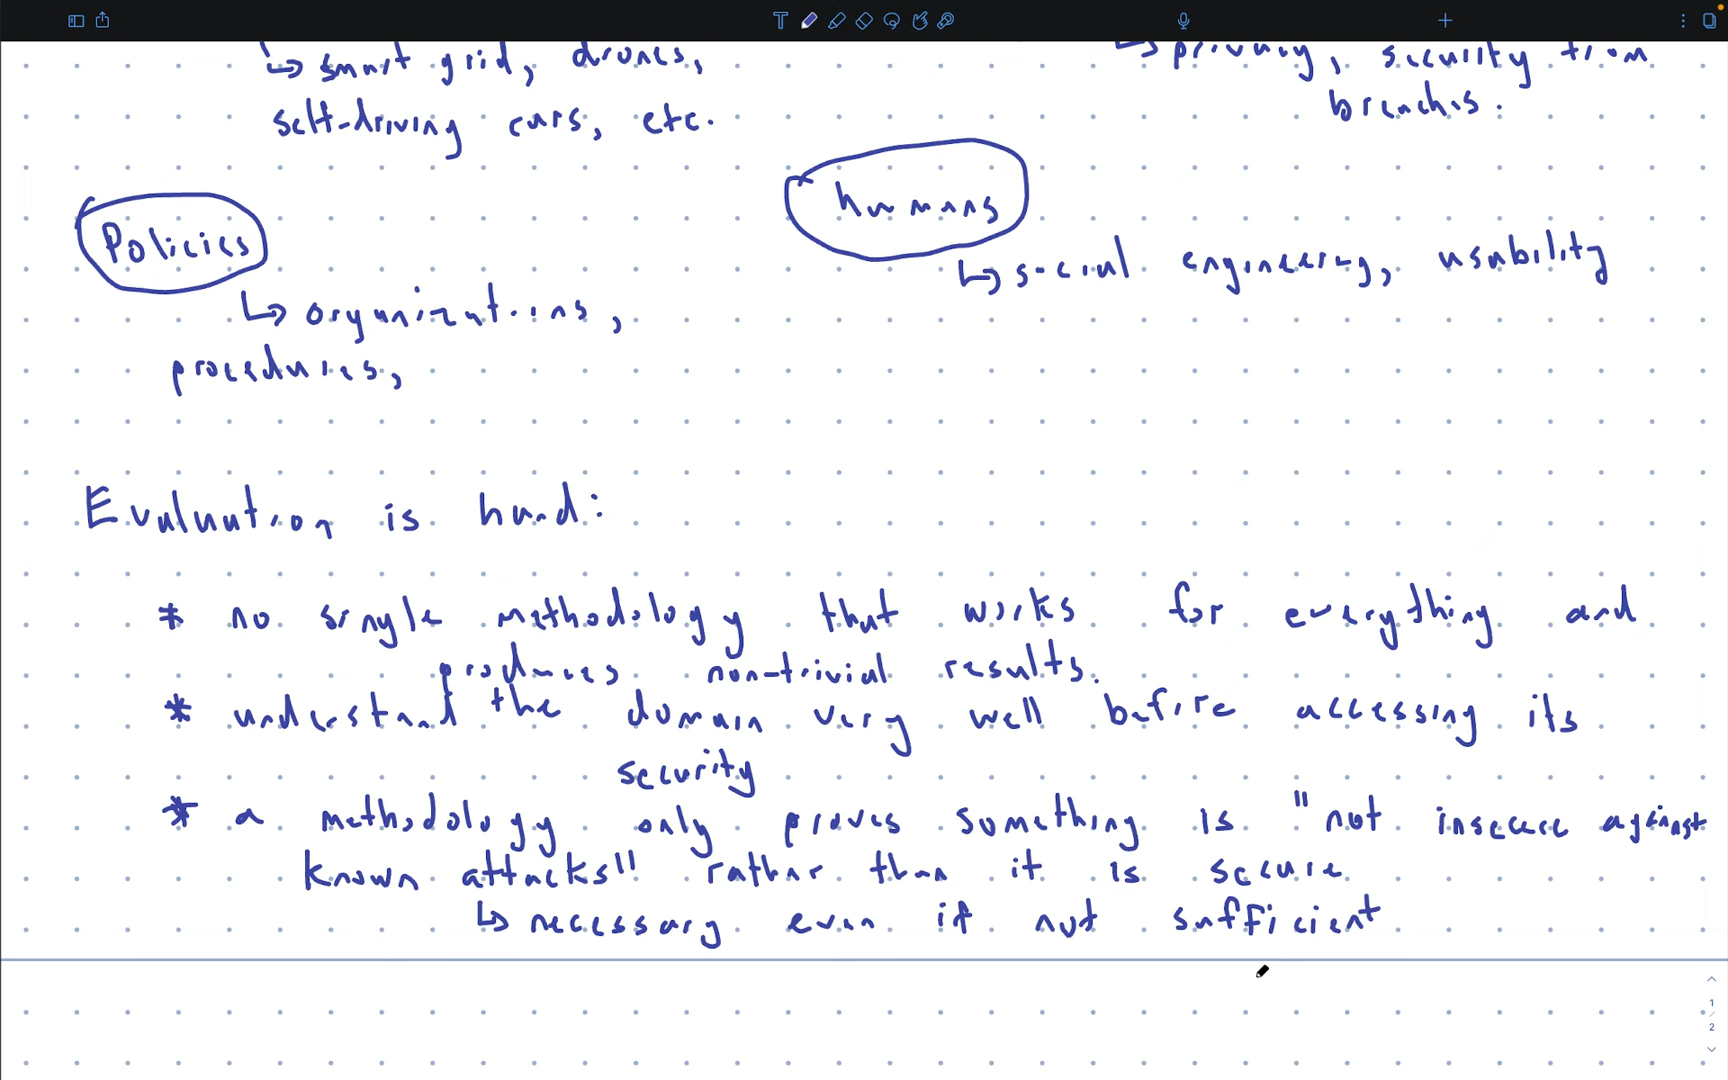 ↳ smart grid, drones,
self-driving cars, etc.
↳ privacy, security from
breaches.
Policies
↳ organizations,
procedures,
humans
↳ social engineering, usability
Evaluation is hard:
* no single methodology that works for everything and
produces non-trivial results.
* understand the domain very well before accessing its
security
* a methodology only proves something is "not insecure against
known attacks" rather than it is secure
↳ necessary even if not sufficient
1
/
2